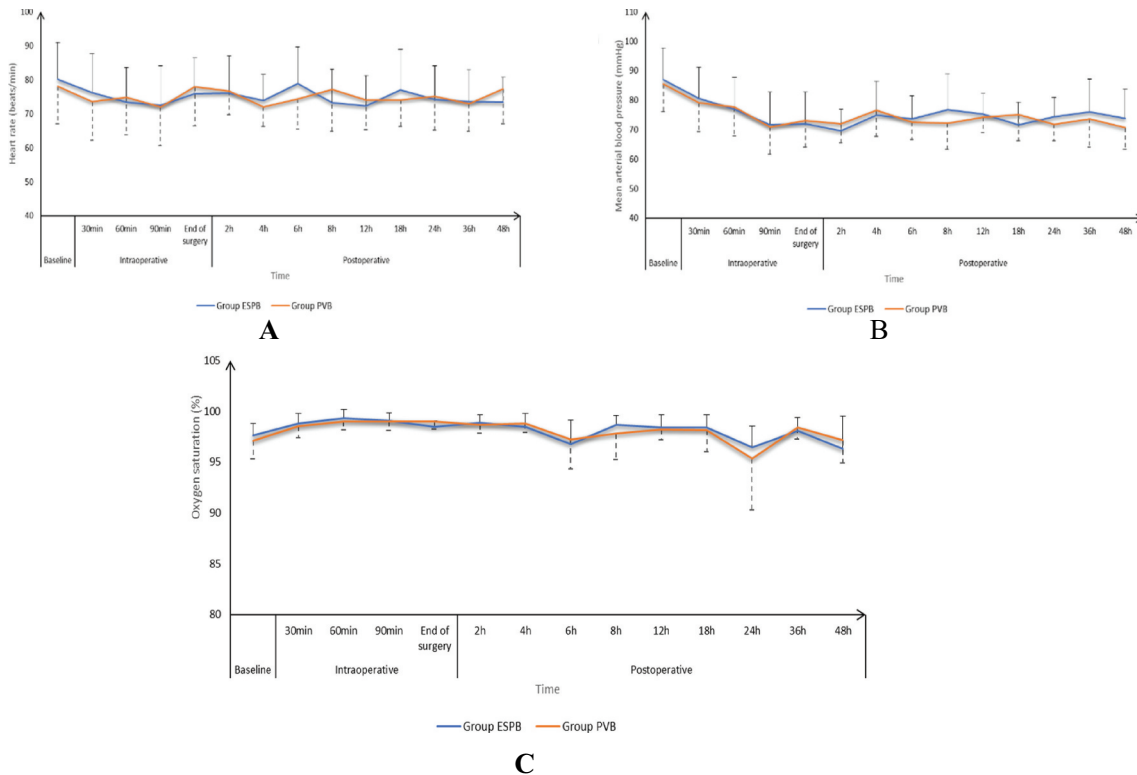 Heart rate (beats/min)
100
90
80
70
60
50
40
30min 60min 90min End of surgery 2h 4h 6h 8h 12h 18h 24h 36h 48h
Baseline Intraoperative Postoperative
Time
Group ESPB Group PVB
A
Mean arterial blood pressure (mmHg)
110
100
90
80
70
60
50
40
30min 60min 90min End of surgery 2h 4h 6h 8h 12h 18h 24h 36h 48h
Baseline Intraoperative Postoperative
Time
Group ESPB Group PVB
B
Oxygen saturation (%)
105
100
95
90
85
80
30min 60min 90min End of surgery 2h 4h 6h 8h 12h 18h 24h 36h 48h
Baseline Intraoperative Postoperative
Time
Group ESPB Group PVB
C